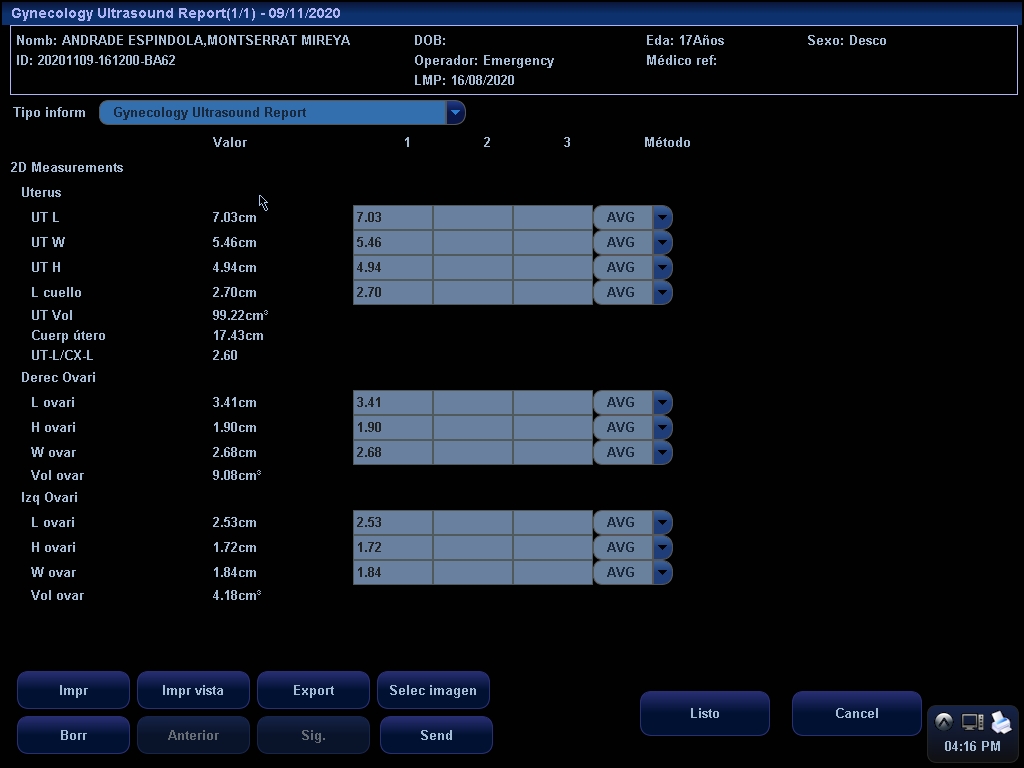 Gynecology Ultrasound Report(1/1) - 09/11/2020
Nomb: ANDRADE ESPINDOLA,MONTSERRAT MIREYA DOB: Eda: 17Años Sexo: Desco
ID: 20201109-161200-BA62 Operador: Emergency Médico ref:
LMP: 16/08/2020
Tipo inform Gynecology Ultrasound Report
Valor 1 2 3 Método
2D Measurements
Uterus
UT L 7.03cm 7.03 AVG
UT W 5.46cm 5.46 AVG
UT H 4.94cm 4.94 AVG
L cuello 2.70cm 2.70 AVG
UT Vol 99.22cm³
Cuerp útero 17.43cm
UT-L/CX-L 2.60
Derec Ovari
L ovari 3.41cm 3.41 AVG
H ovari 1.90cm 1.90 AVG
W ovar 2.68cm 2.68 AVG
Vol ovar 9.08cm³
Izq Ovari
L ovari 2.53cm 2.53 AVG
H ovari 1.72cm 1.72 AVG
W ovar 1.84cm 1.84 AVG
Vol ovar 4.18cm³
Impr Impr vista Export Selec imagen
Listo Cancel
Borr Anterior Sig. Send
04:16 PM